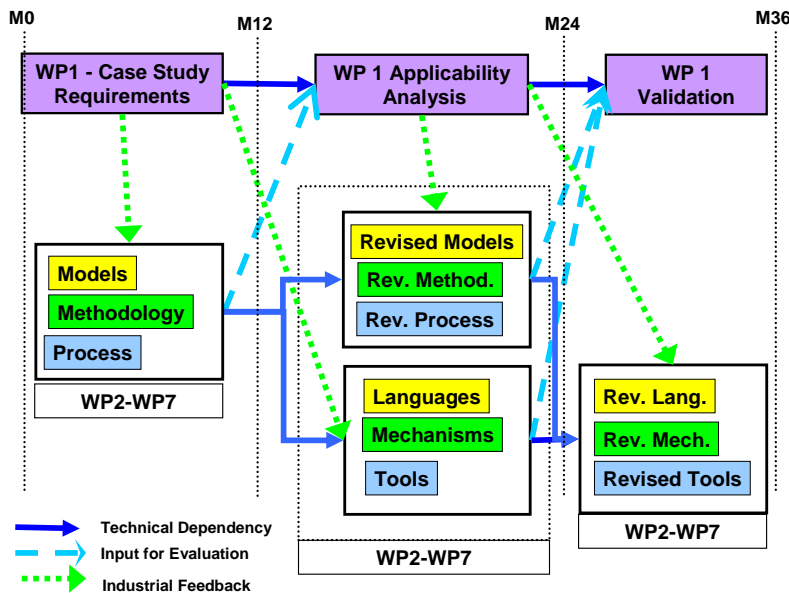 M0
M12
M24
M36
WP1 - Case Study
Requirements
WP 1 Applicability
Analysis
WP 1
Validation
Models
Methodology
Process
WP2-WP7
Revised Models
Rev. Method.
Rev. Process
Languages
Mechanisms
Tools
WP2-WP7
Rev. Lang.
Rev. Mech.
Revised Tools
WP2-WP7
Technical Dependency
Input for Evaluation
Industrial Feedback